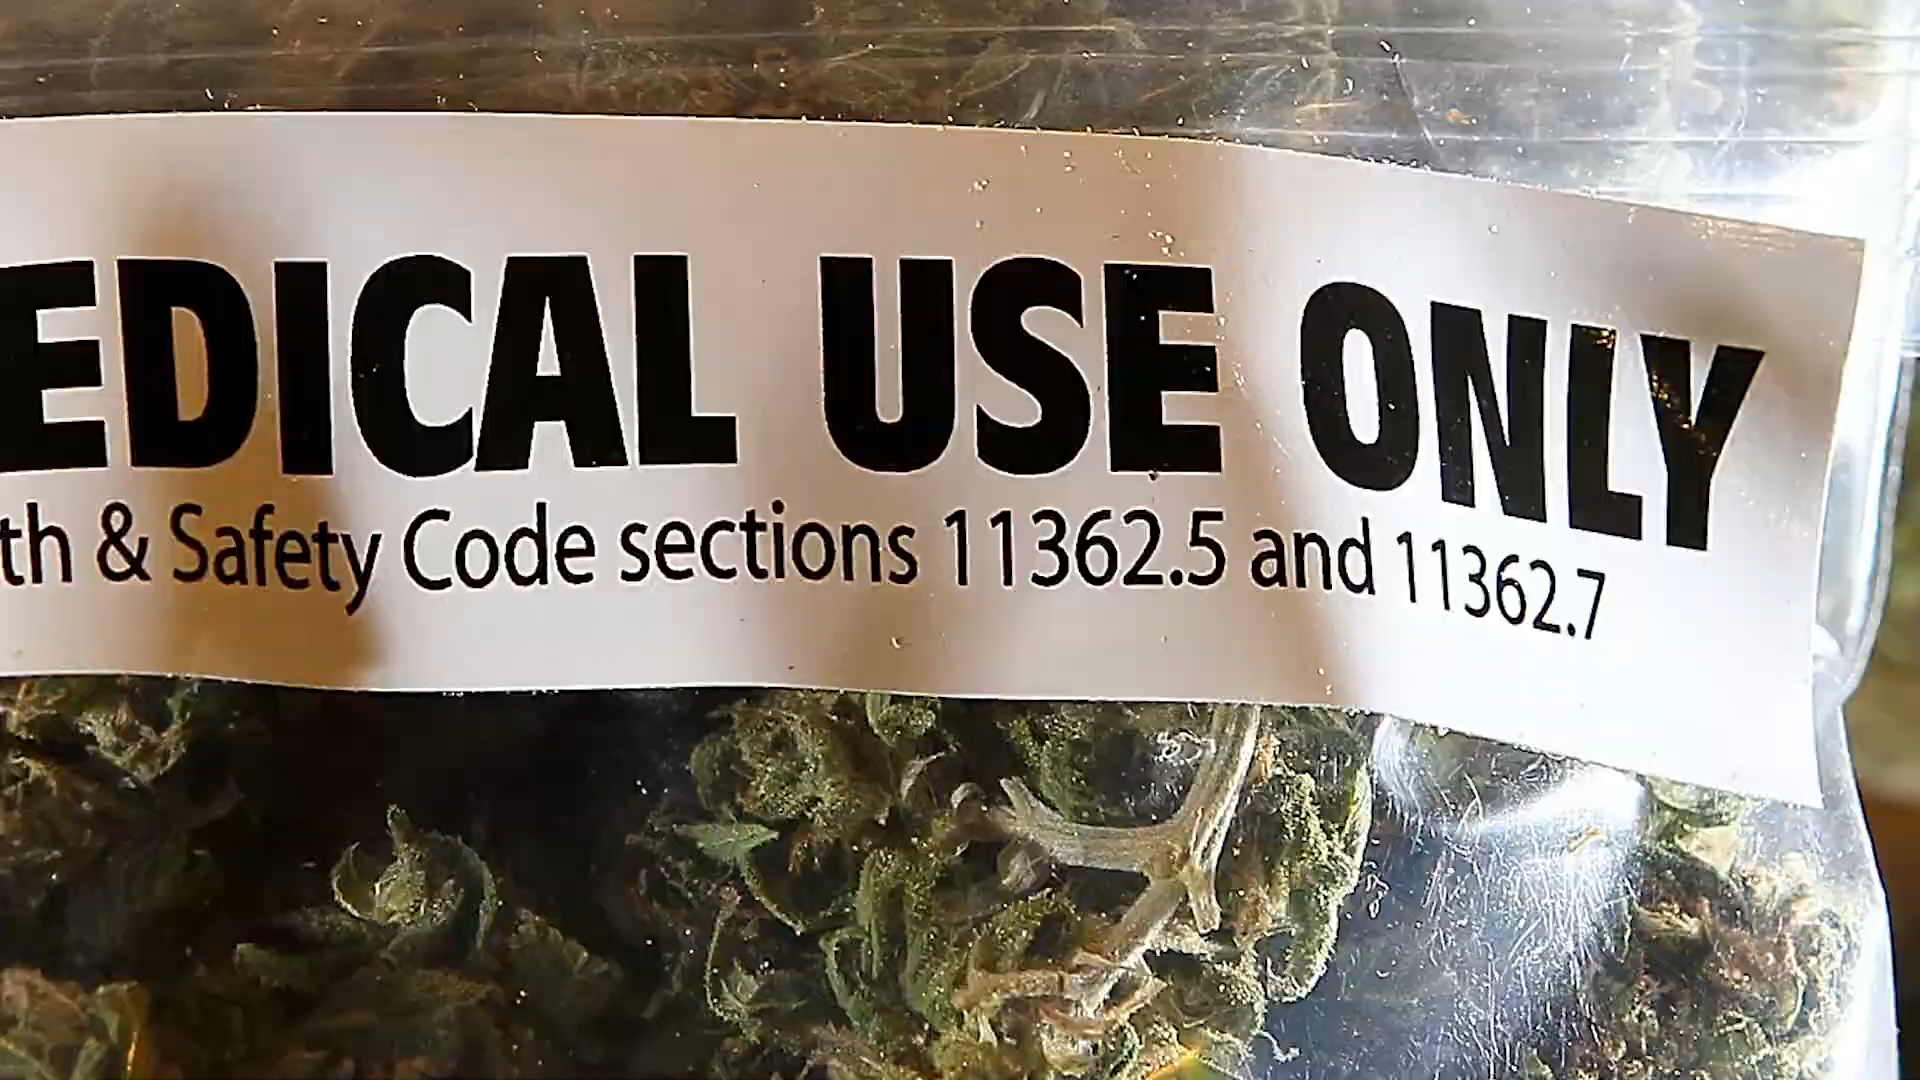 EDICAL USE ONLY
th & Safety Code sections 11362.5 and 11362.7